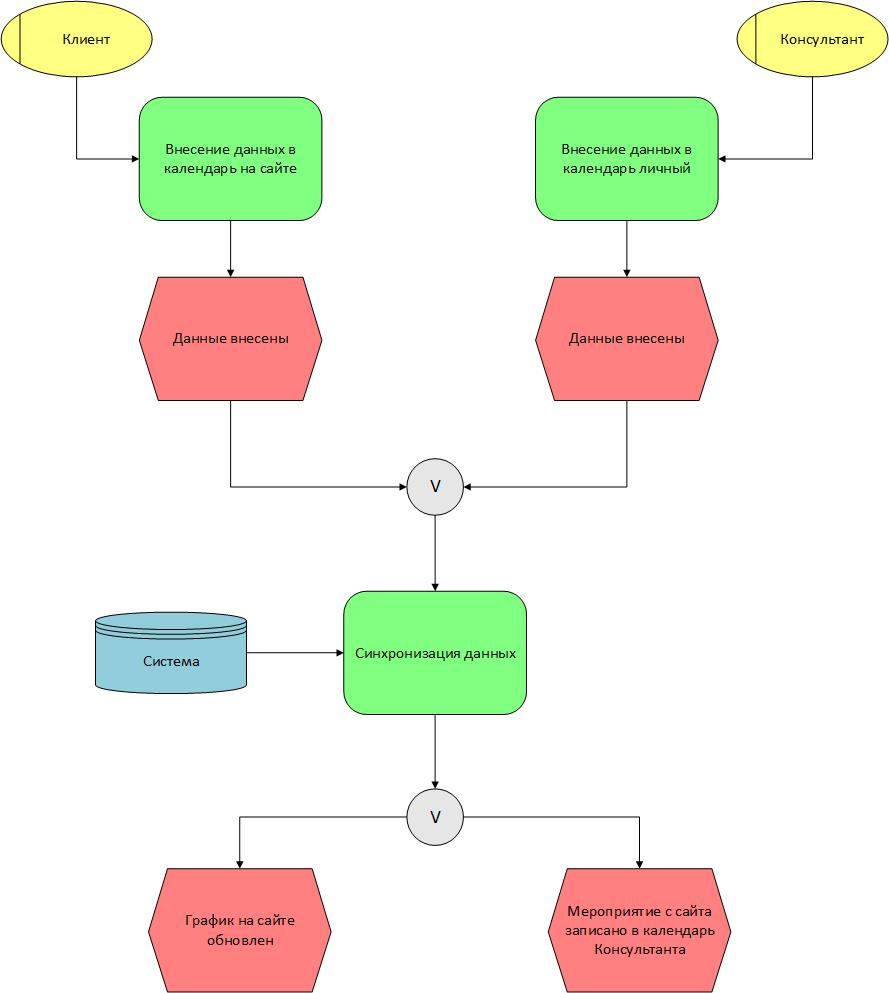 Клиент
Консультант
Внесение данных в
календарь на сайте
Внесение данных в
календарь личный
Данные внесены
Данные внесены
V
Система
Синхронизация данных
V
График на сайте
обновлен
Мероприятие с сайта
записано в календарь
Консультанта